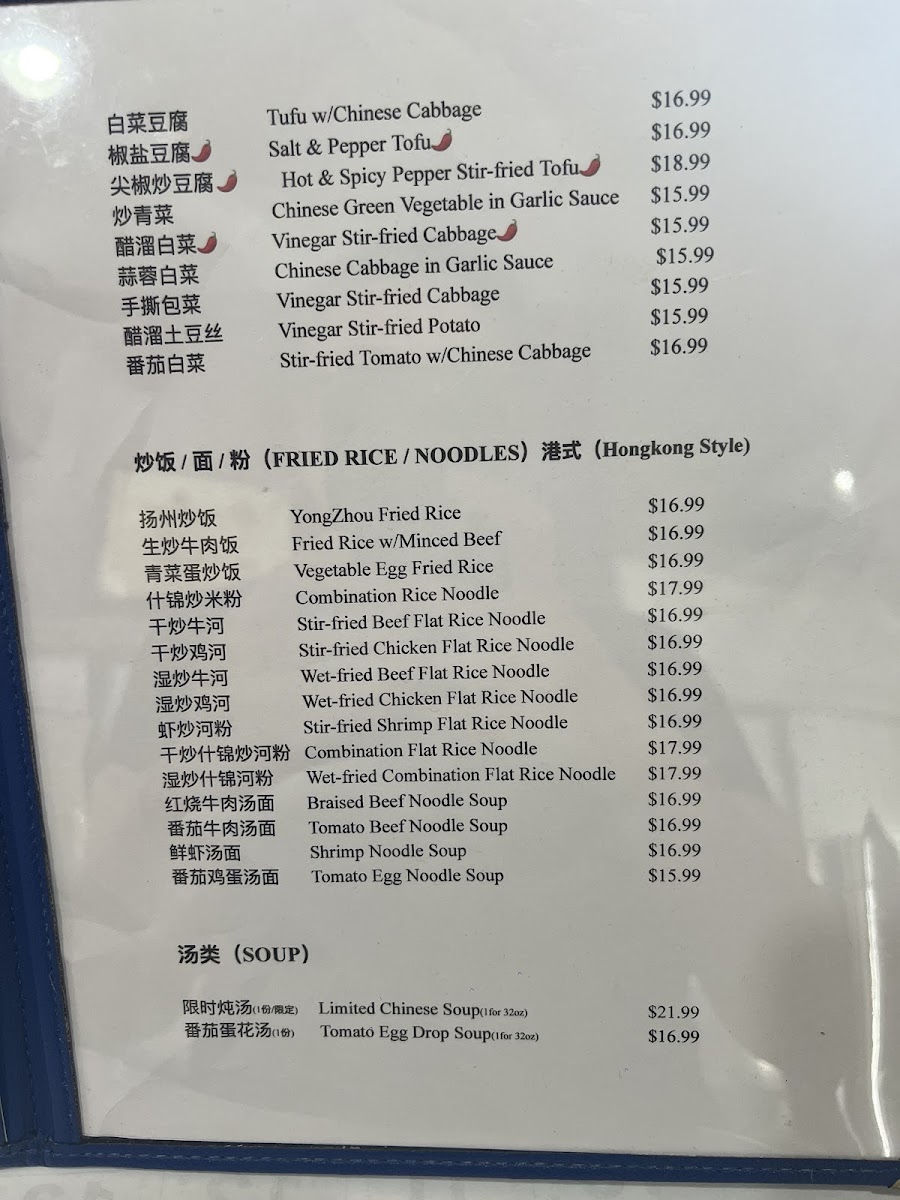 白菜豆腐 Tufu w/Chinese Cabbage $16.99
椒盐豆腐🌶️ Salt & Pepper Tofu🌶️ $16.99
尖椒炒豆腐🌶️ Hot & Spicy Pepper Stir-fried Tofu🌶️ $18.99
炒青菜 Chinese Green Vegetable in Garlic Sauce $15.99
醋溜白菜🌶️ Vinegar Stir-fried Cabbage🌶️ $15.99
蒜蓉白菜 Chinese Cabbage in Garlic Sauce $15.99
手撕包菜 Vinegar Stir-fried Cabbage $15.99
醋溜土豆丝 Vinegar Stir-fried Potato $15.99
番茄白菜 Stir-fried Tomato w/Chinese Cabbage $16.99
炒饭 / 面 / 粉（FRIED RICE / NOODLES）港式（Hongkong Style）
扬州炒饭 YongZhou Fried Rice $16.99
生炒牛肉饭 Fried Rice w/Minced Beef $16.99
青菜蛋炒饭 Vegetable Egg Fried Rice $16.99
什锦炒米粉 Combination Rice Noodle $17.99
干炒牛河 Stir-fried Beef Flat Rice Noodle $16.99
干炒鸡河 Stir-fried Chicken Flat Rice Noodle $16.99
湿炒牛河 Wet-fried Beef Flat Rice Noodle $16.99
湿炒鸡河 Wet-fried Chicken Flat Rice Noodle $16.99
虾炒河粉 Stir-fried Shrimp Flat Rice Noodle $16.99
干炒什锦炒河粉 Combination Flat Rice Noodle $17.99
湿炒什锦河粉 Wet-fried Combination Flat Rice Noodle $17.99
红烧牛肉汤面 Braised Beef Noodle Soup $16.99
番茄牛肉汤面 Tomato Beef Noodle Soup $16.99
鲜虾汤面 Shrimp Noodle Soup $16.99
番茄鸡蛋汤面 Tomato Egg Noodle Soup $15.99
汤类（SOUP）
限时炖汤(1份/限定) Limited Chinese Soup(1for 32oz) $21.99
番茄蛋花汤(1份) Tomato Egg Drop Soup(1for 32oz) $16.99